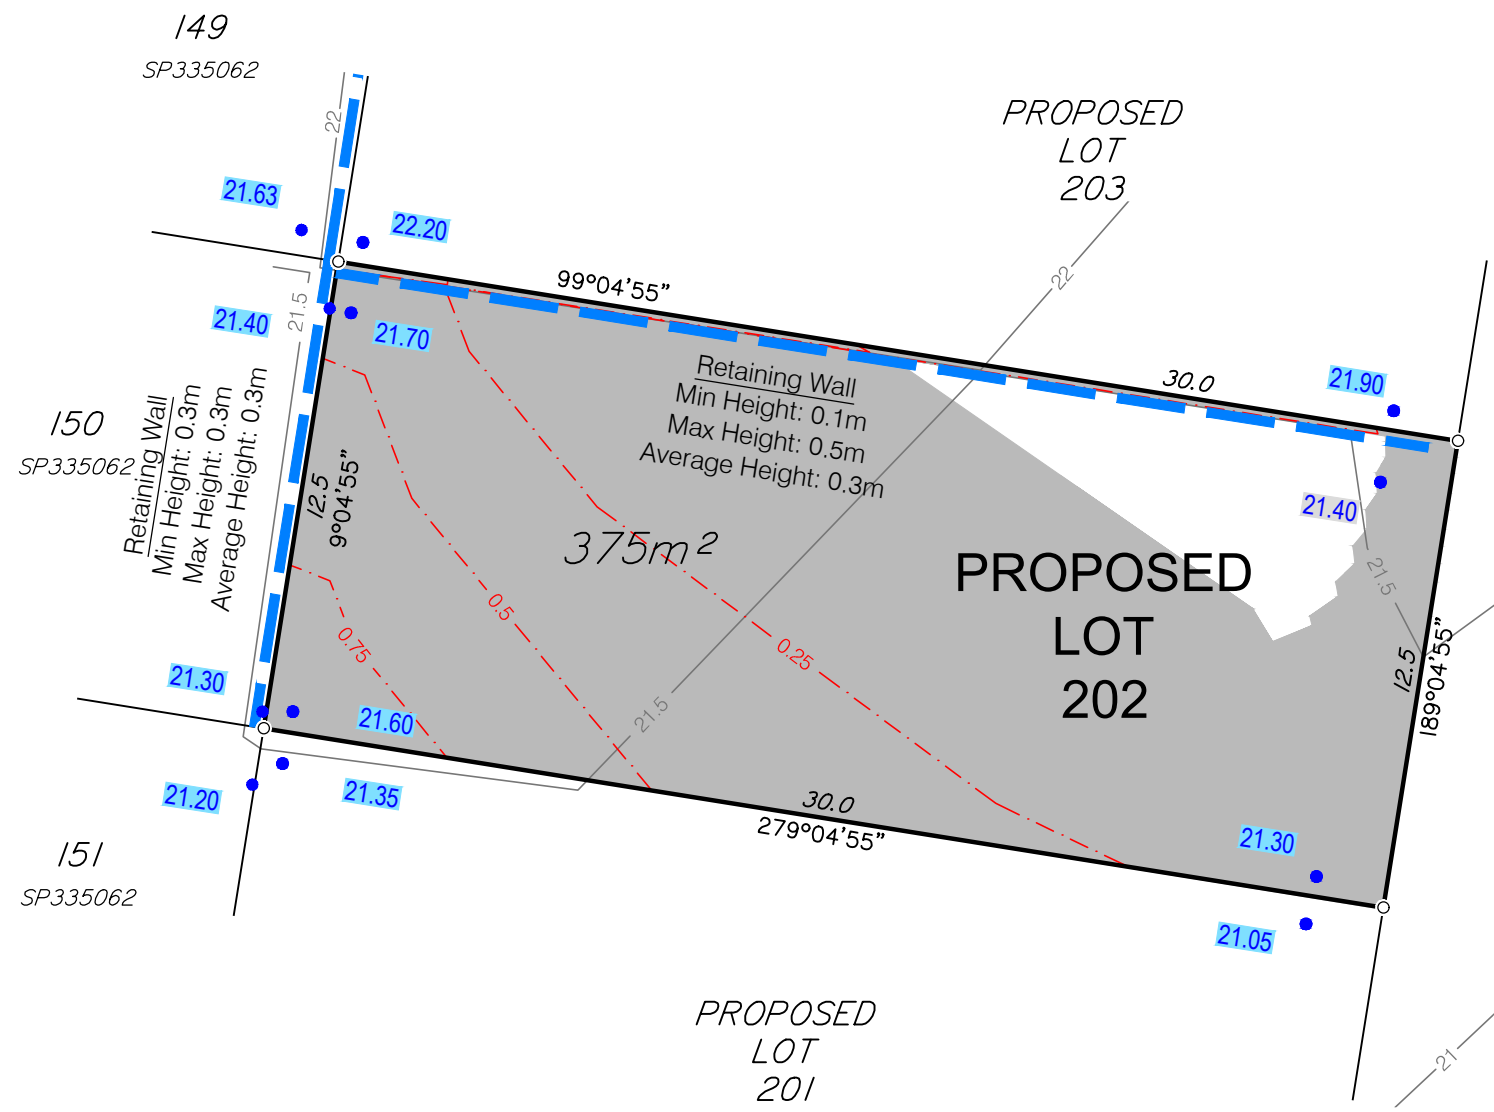 149
SP335062
PROPOSED
LOT
203
22
21.63
22.20
99°04'55"
22
21.5
21.40
21.70
Retaining Wall
Min Height: 0.1m
Max Height: 0.5m
Average Height: 0.3m
30.0
21.90
150
SP335062
Retaining Wall
Min Height: 0.3m
Max Height: 0.3m
Average Height: 0.3m
12.5
9°04'55"
375m²
21.40
PROPOSED
LOT
202
21.5
0.5
0.75
0.25
12.5
189°04'55"
21.30
21.60
21.5
21.20
21.35
30.0
279°04'55"
21.30
21.05
151
SP335062
PROPOSED
LOT
201
21